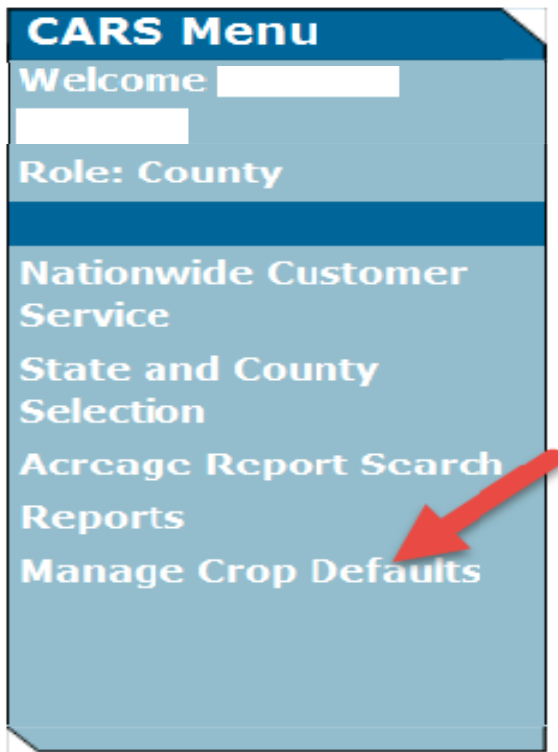 CARS Menu
Welcome
Role: County
Nationwide Customer
Service
State and County
Selection
Acreage Report Search
Reports
Manage Crop Defaults